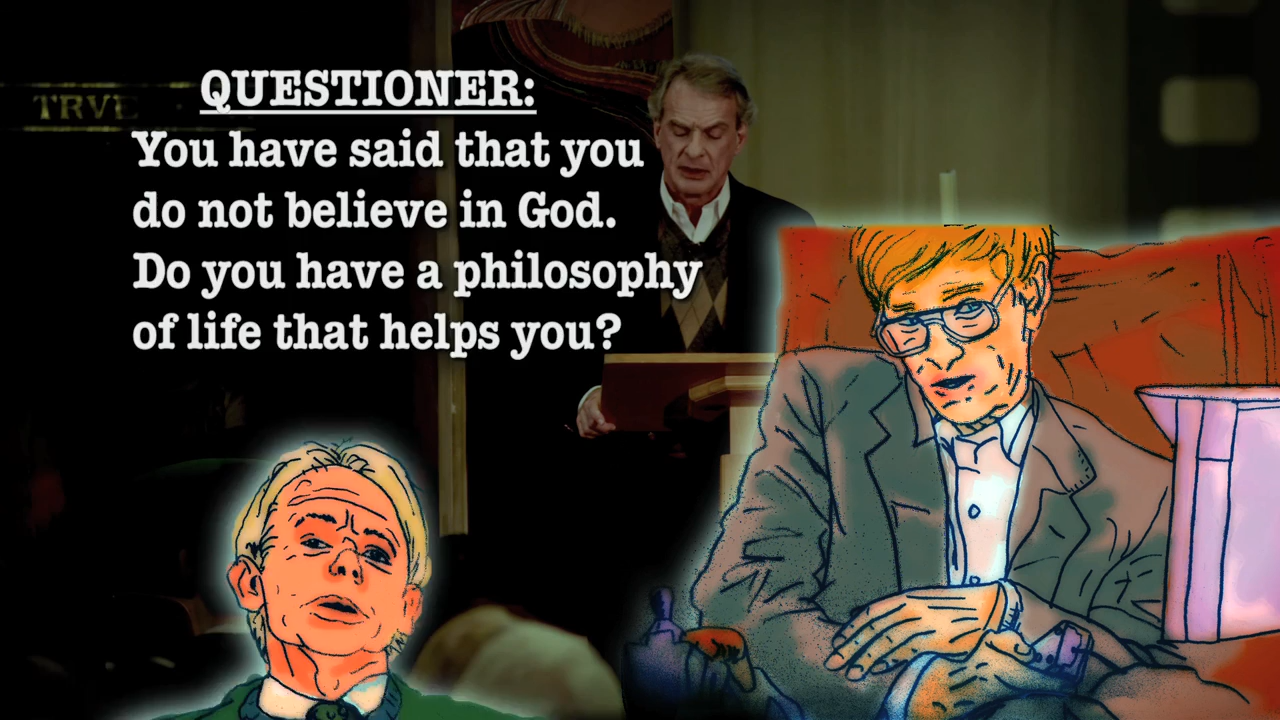 TRVE
QUESTIONER:
You have said that you
do not believe in God.
Do you have a philosophy
of life that helps you?